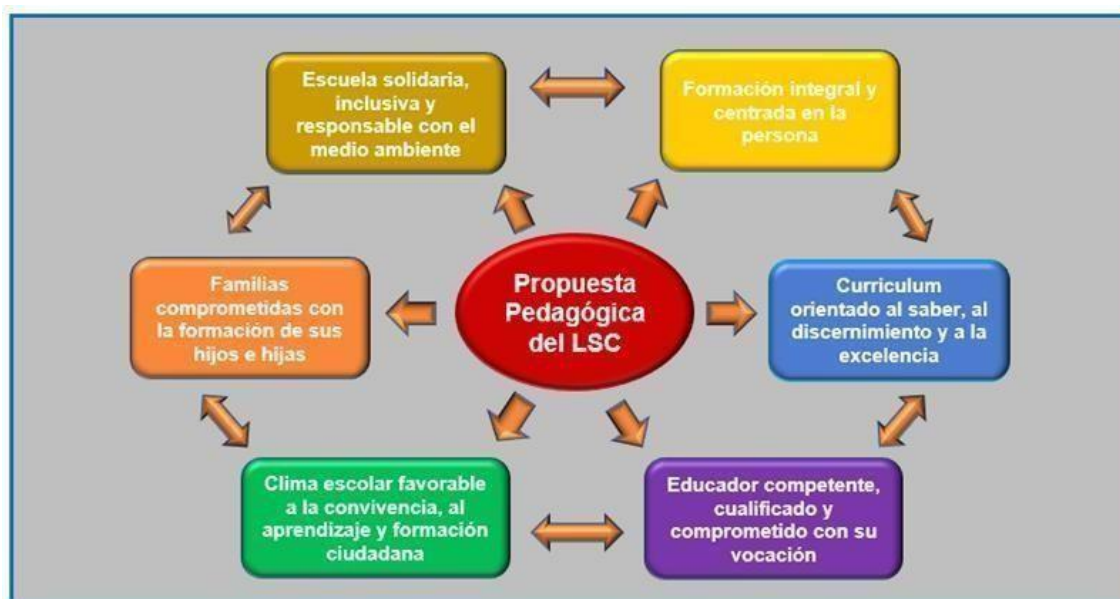 Escuela solidaria,
inclusiva y
responsable con el
medio ambiente
Formación integral y
centrada en la
persona
Familias
comprometidas con
la formación de sus
hijos e hijas
Propuesta
Pedagógica
del LSC
Curriculum
orientado al saber, al
discernimiento y a la
excelencia
Clima escolar favorable
a la convivencia, al
aprendizaje y formación
ciudadana
Educador competente,
cualificado y
comprometido con su
vocación